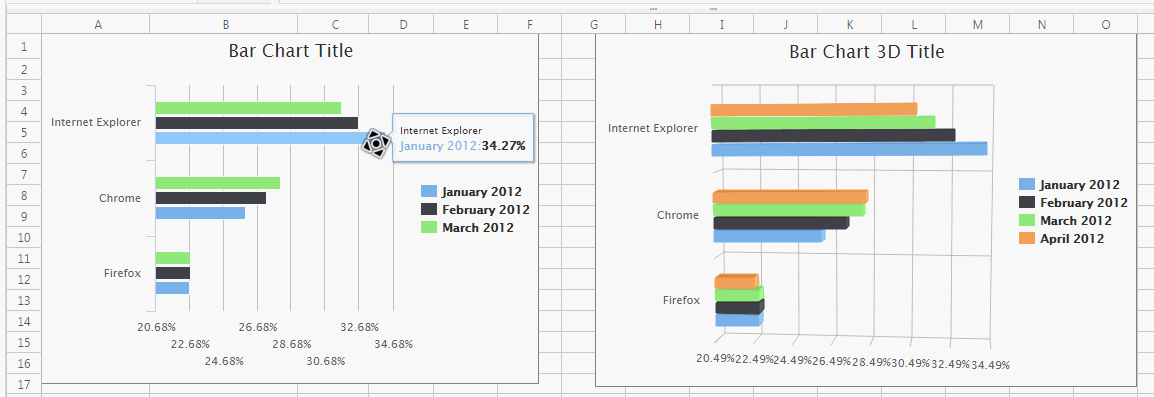 A B C D E F G H I J K L M N O
1
2
3
4
5
6
7
8
9
10
11
12
13
14
15
16
17
Bar Chart Title
Internet Explorer
Chrome
Firefox
Internet Explorer
January 2012:34.27%
January 2012
February 2012
March 2012
20.68% 26.68% 32.68%
22.68% 28.68% 34.68%
24.68% 30.68%
Bar Chart 3D Title
Internet Explorer
Chrome
Firefox
January 2012
February 2012
March 2012
April 2012
20.49%22.49%24.49%26.49%28.49%30.49%32.49%34.49%